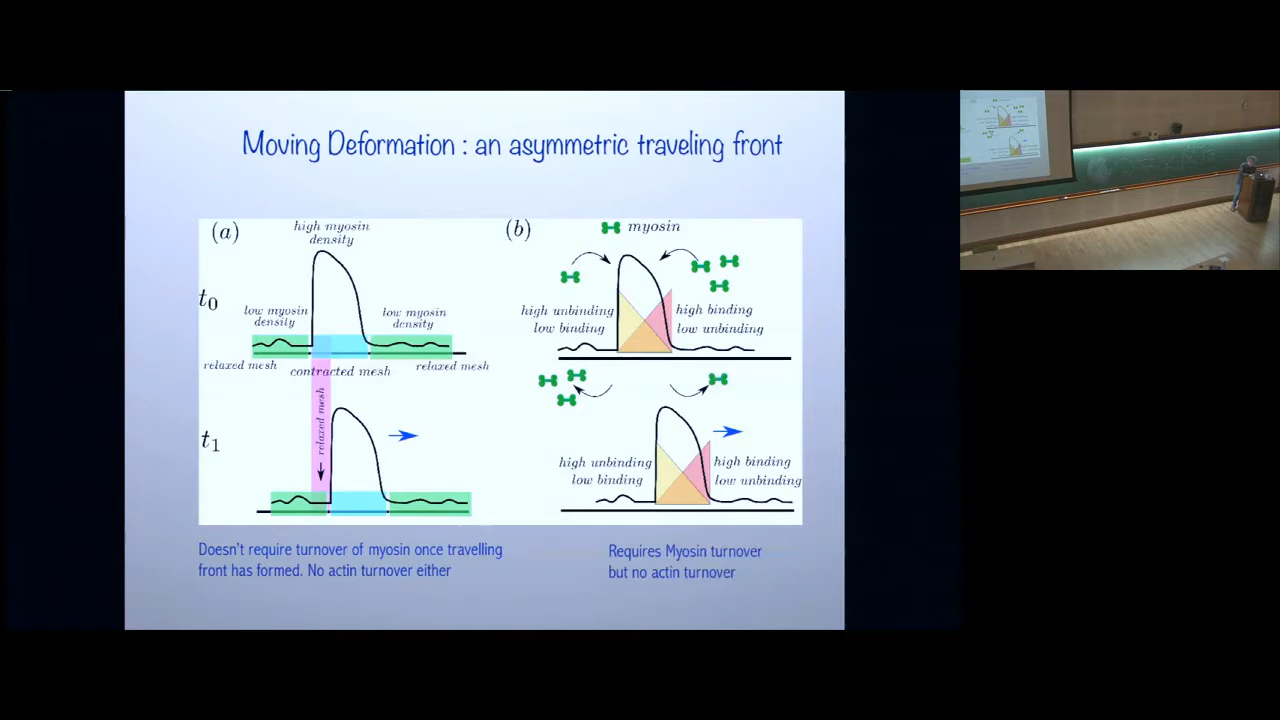 Moving Deformation : an asymmetric traveling front
(a)
high myosin
density
t0
low myosin
density
low myosin
density
relaxed mesh
contracted mesh
relaxed mesh
relaxed mesh
t1
(b)
myosin
high unbinding
low binding
high binding
low unbinding
high unbinding
low binding
high binding
low unbinding
Doesn't require turnover of myosin once travelling
front has formed. No actin turnover either
Requires Myosin turnover
but no actin turnover